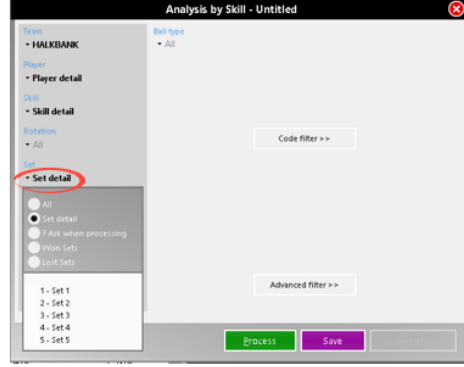 Analysis by Skill - Untitled
Team
HALKBANK
Player
Player detail
Skill
Skill detail
Rotation
All
Set
Set detail
All
Set detail
? Ask when processing
Won Sets
Lost Sets
1 - Set 1
2 - Set 2
3 - Set 3
4 - Set 4
5 - Set 5
Ball type
All
Code filter >>
Advanced filter >>
Process
Save